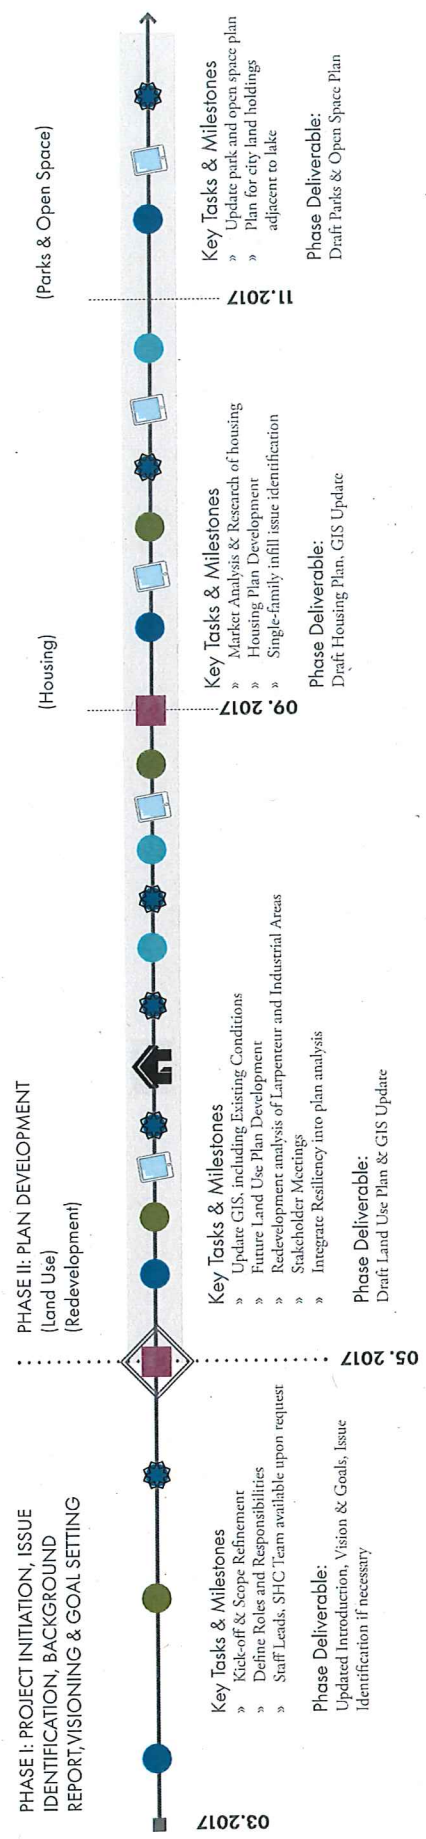 PHASE I: PROJECT INITIATION, ISSUE
IDENTIFICATION, BACKGROUND
REPORT, VISIONING & GOAL SETTING
03.2017
Key Tasks & Milestones
» Kick-off & Scope Refinement
» Define Roles and Responsibilities
» Staff Leads, SHC Team available upon request
Phase Deliverable:
Updated Introduction, Vision & Goals, Issue
Identification if necessary
PHASE II: PLAN DEVELOPMENT
(Land Use)
(Redevelopment)
05. 2017
Key Tasks & Milestones
» Update GIS, including Existing Conditions
» Future Land Use Plan Development
» Redevelopment analysis of Larpenteur and Industrial Areas
» Stakeholder Meetings
» Integrate Resiliency into plan analysis
Phase Deliverable:
Draft Land Use Plan & GIS Update
(Housing)
09. 2017
Key Tasks & Milestones
» Market Analysis & Research of housing
» Housing Plan Development
» Single-family infill issue identification
Phase Deliverable:
Draft Housing Plan, GIS Update
(Parks & Open Space)
11.2017
Key Tasks & Milestones
» Update park and open space plan
» Plan for city land holdings
adjacent to lake
Phase Deliverable:
Draft Parks & Open Space Plan